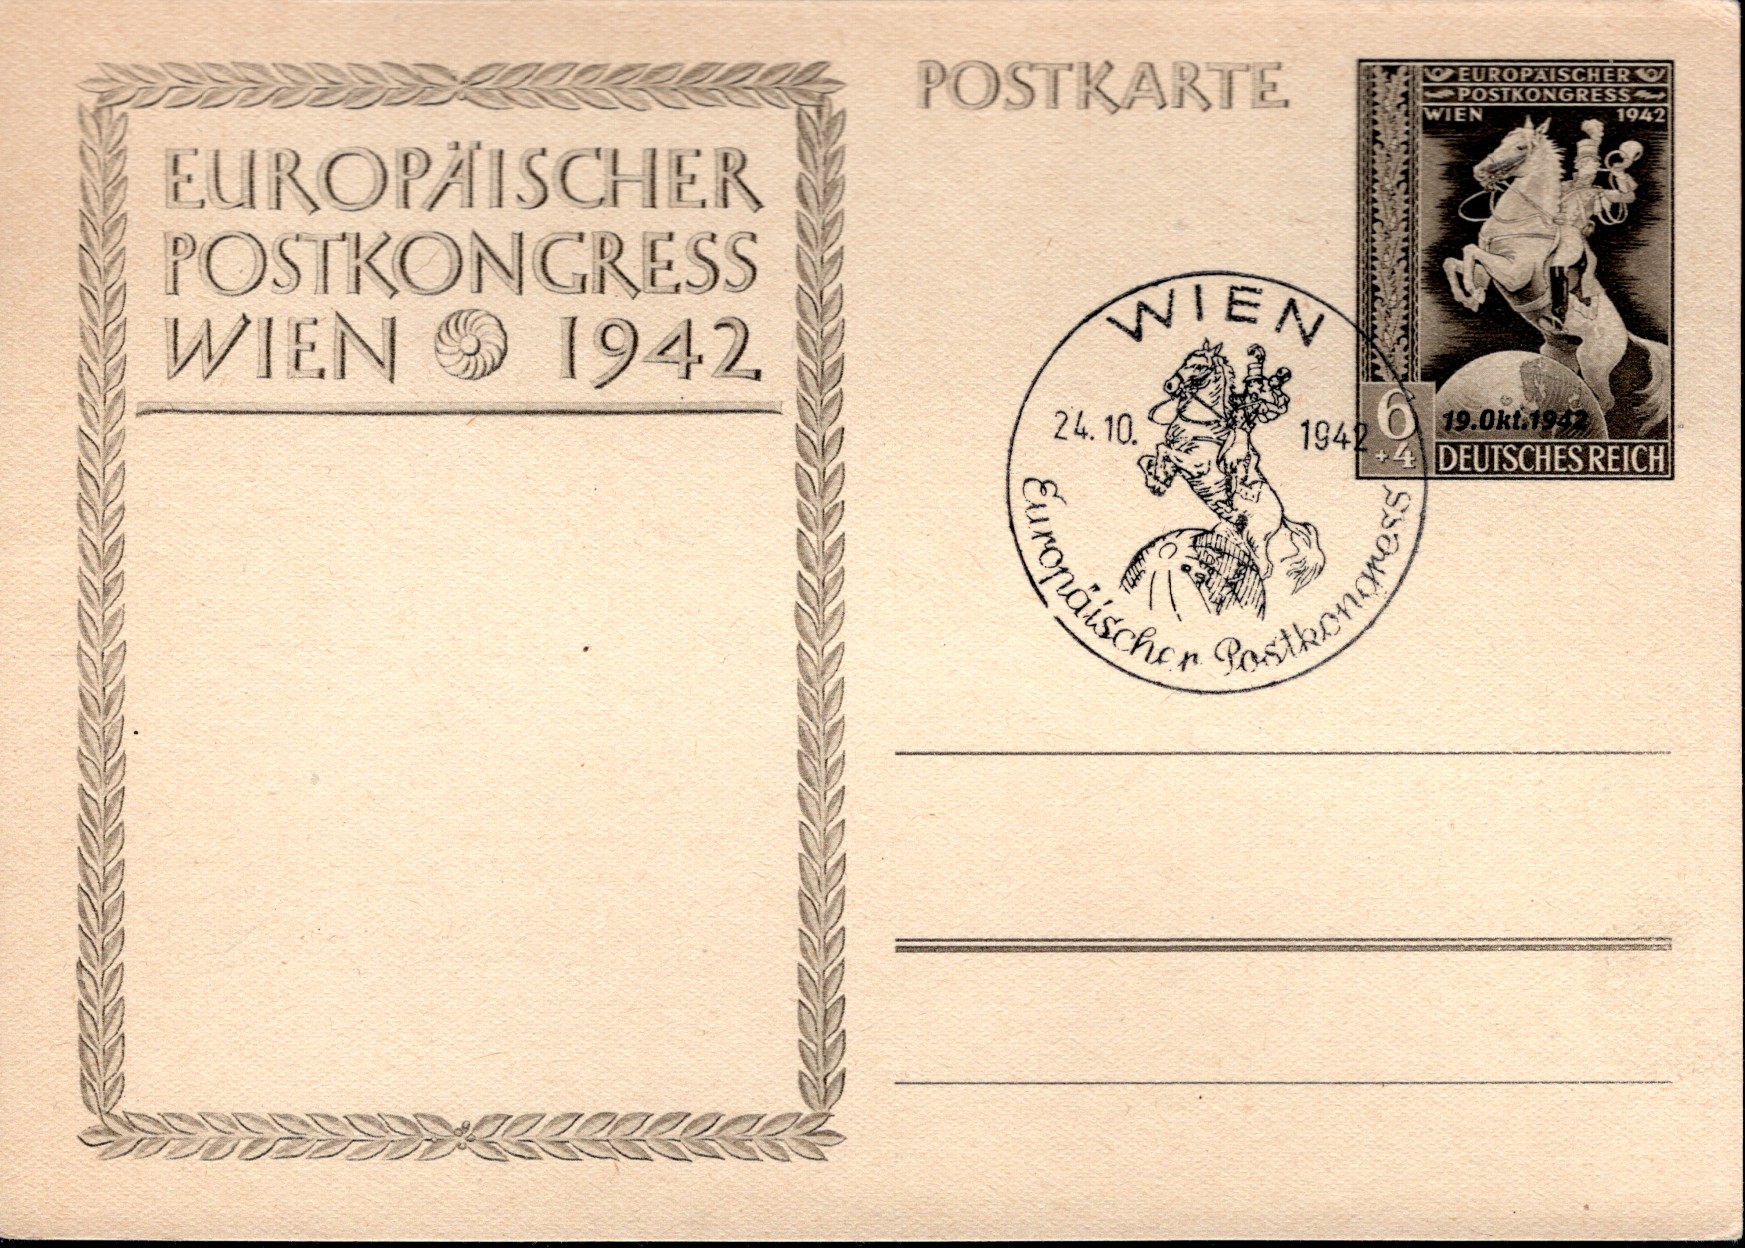 EUROPÄISCHER
POSTKONGRESS
WIEN 1942
POSTKARTE
EUROPÄISCHER
POSTKONGRESS
WIEN 1942
6
+4
19.Okt.1942
DEUTSCHES REICH
WIEN
24.10. 1942
Europäischer Postkongress